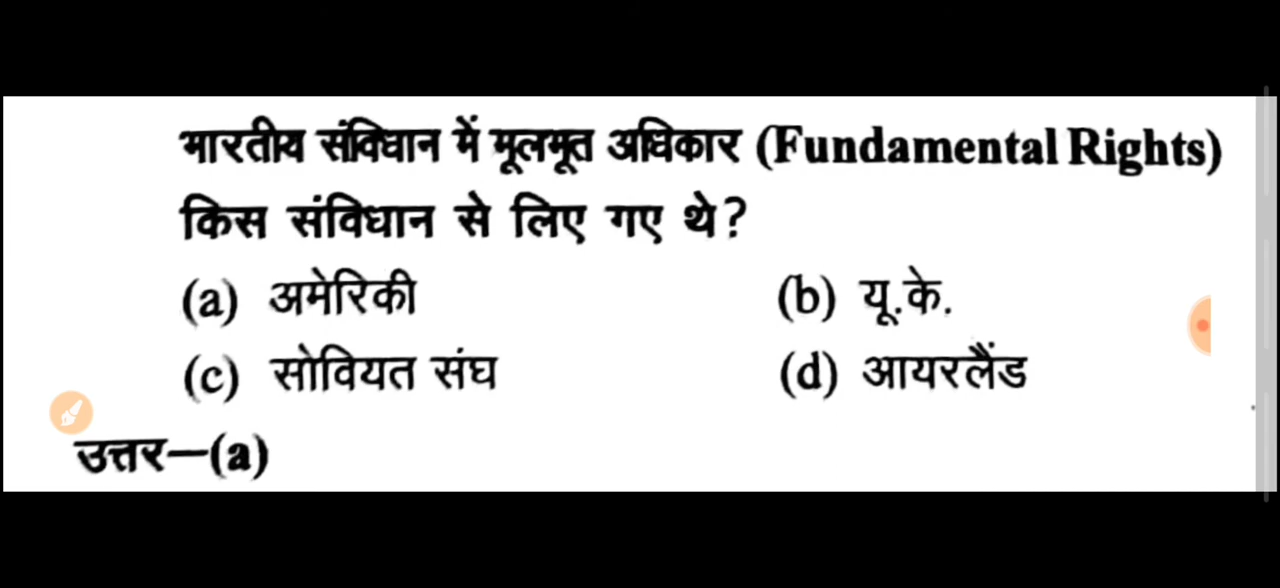 भारतीय संविधान में मूलभूत अधिकार (Fundamental Rights)
किस संविधान से लिए गए थे?
(a) अमेरिकी (b) यू.के.
(c) सोवियत संघ (d) आयरलैंड
उत्तर–(a)